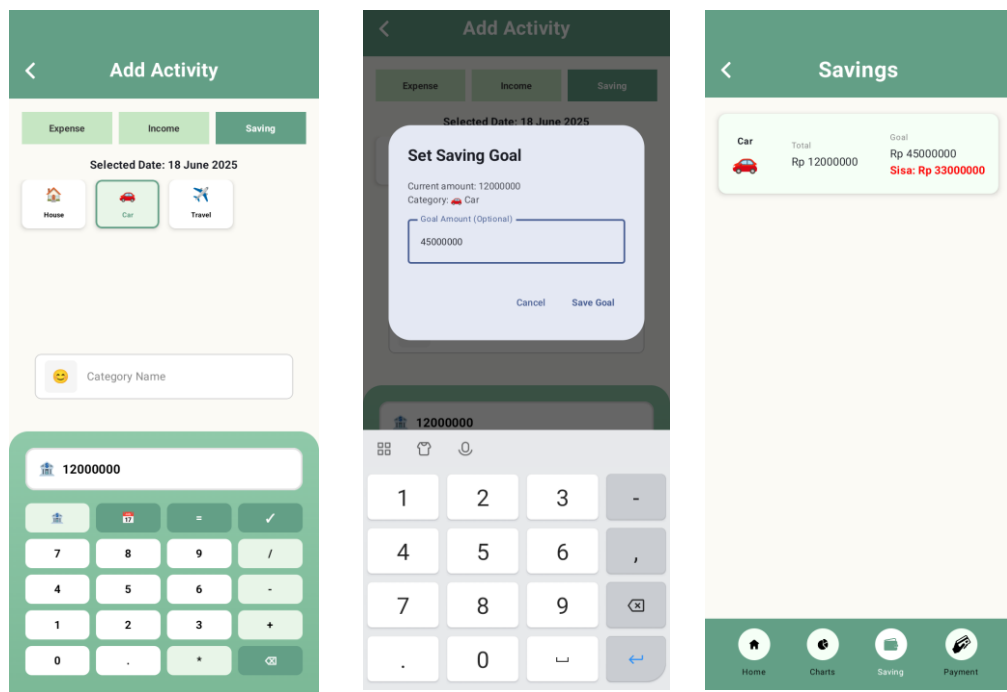 Add Activity
Expense Income Saving
Selected Date: 18 June 2025
House Car Travel
Category Name
12000000
17 = ✓
7 8 9 /
4 5 6 -
1 2 3 +
0 . *
Add Activity
Expense Income Saving
Selected Date: 18 June 2025
Set Saving Goal
Current amount: 12000000
Category: 🚗 Car
Goal Amount (Optional)
45000000
Cancel Save Goal
12000000
1 2 3 -
4 5 6 ,
7 8 9
. 0
Savings
Car
Total
Rp 12000000
Goal
Rp 45000000
Sisa: Rp 33000000
Home Charts Saving Payment